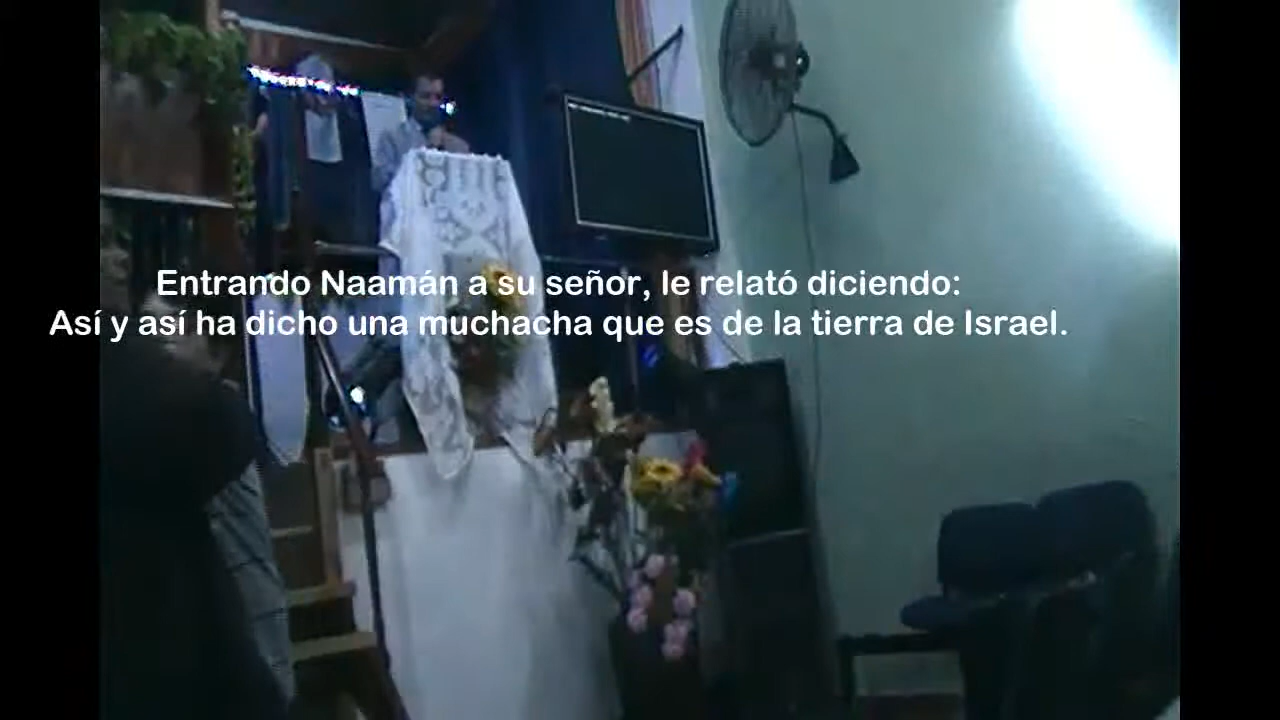 Entrando Naamán a su señor, le relató diciendo:
Así y así ha dicho una muchacha que es de la tierra de Israel.